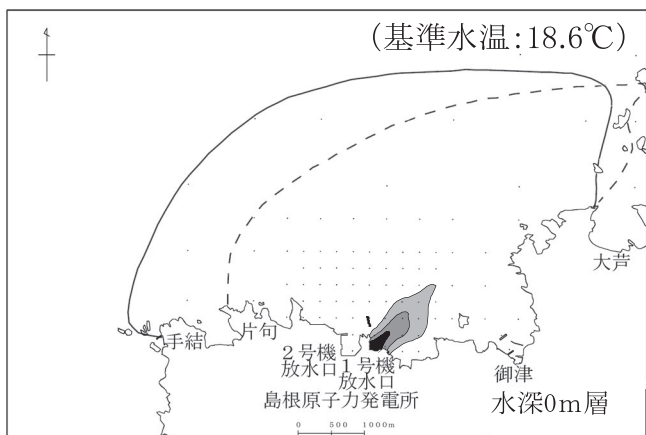 (基準水温:18.6℃)
大芦
手結
片句
2号機
放水口
1号機
放水口
御津
島根原子力発電所
水深0m層
0 500 1000m